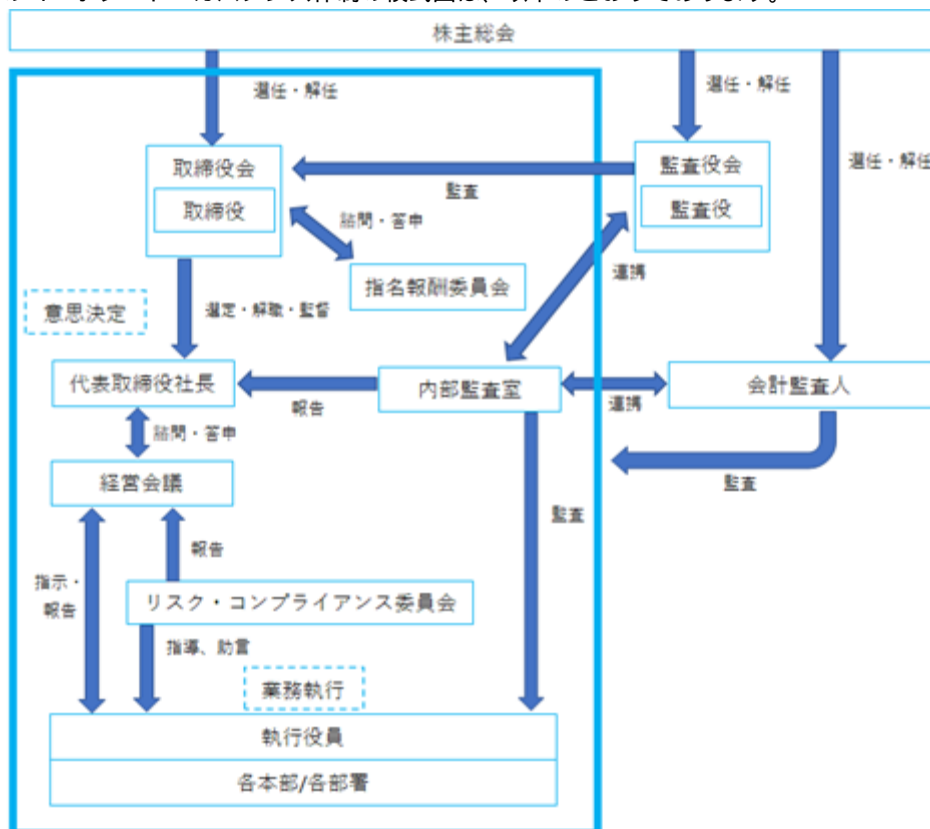 株主総会
選任・解任
選任・解任
選任・解任
取締役会
取締役
監査役会
監査役
監査
諮問・答申
指名報酬委員会
連携
意思決定
選定・解職・監督
代表取締役社長
報告
内部監査室
連携
会計監査人
諮問・答申
監査
経営会議
監査
報告
指示・
報告
リスク・コンプライアンス委員会
指導、助言
業務執行
執行役員
各本部/各部署